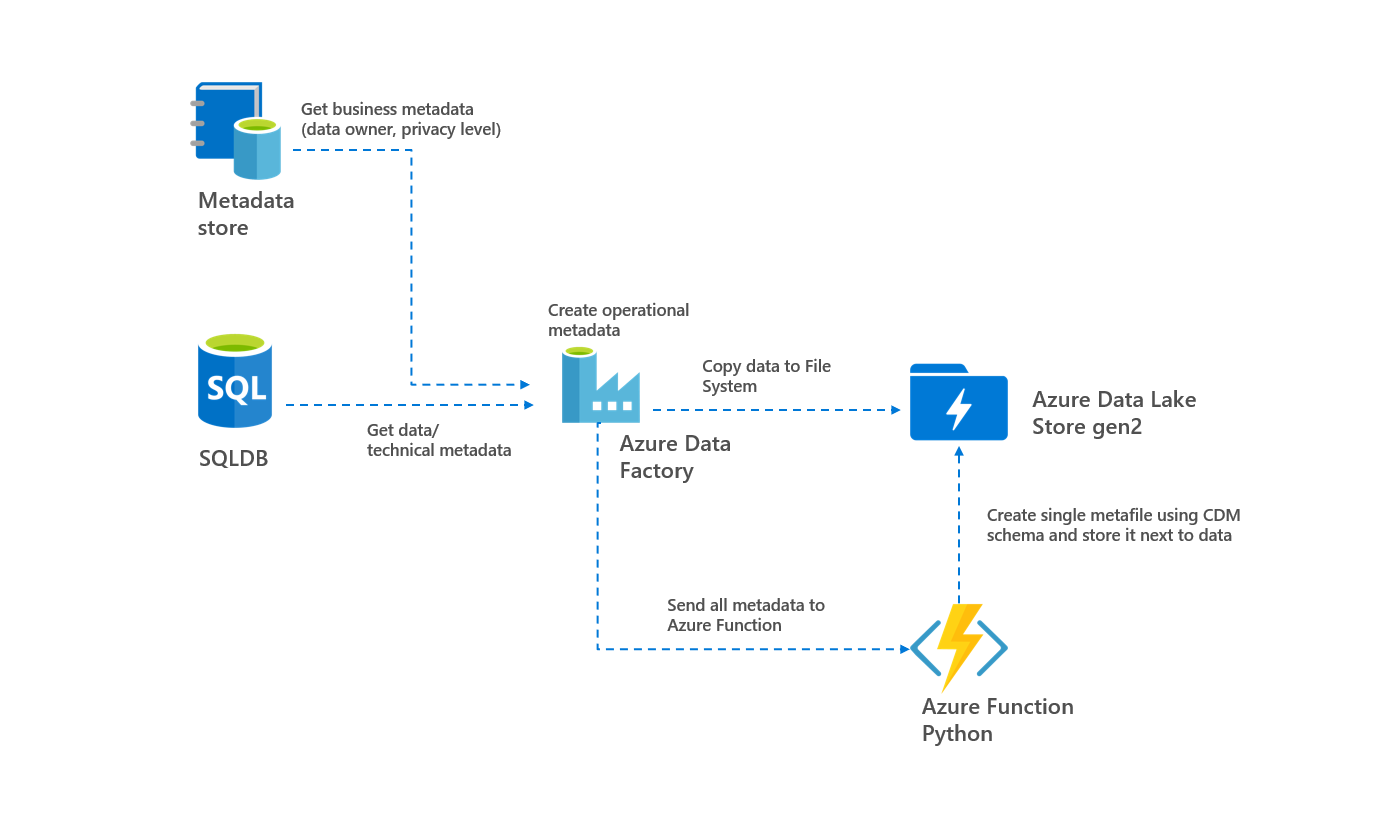 Get business metadata
(data owner, privacy level)
Metadata
store
Create operational
metadata
Copy data to File
System
SQL
Azure Data Lake
Store gen2
Get data/
technical metadata
Azure Data
Factory
SQLDB
Create single metafile using CDM
schema and store it next to data
Send all metadata to
Azure Function
Azure Function
Python